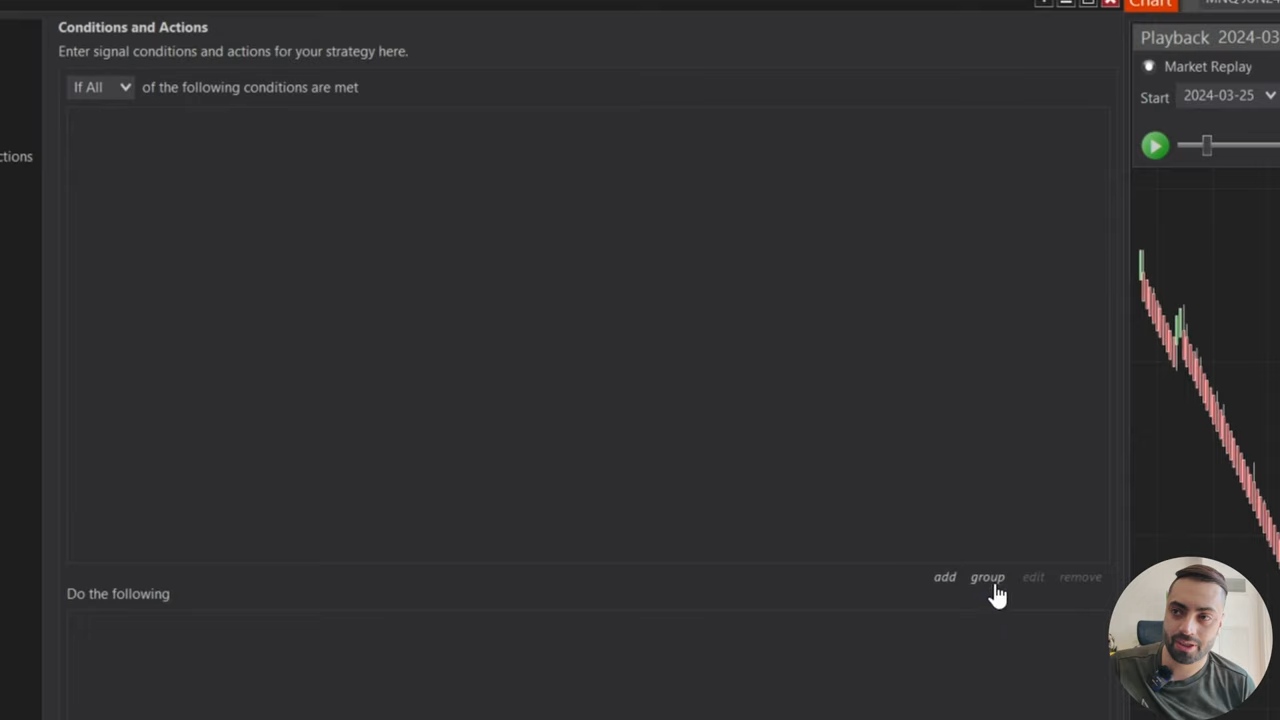 Conditions and Actions
Enter signal conditions and actions for your strategy here.
If All of the following conditions are met
ctions
add group edit remove
Do the following
Chart
Playback 2024-03
Market Replay
Start 2024-03-25